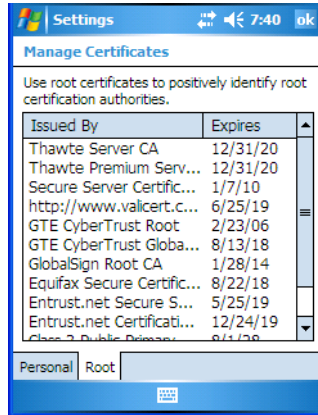 Settings 7:40 ok
Manage Certificates
Use root certificates to positively identify root
certification authorities.
Issued By Expires
Thawte Server CA 12/31/20
Thawte Premium Serv... 12/31/20
Secure Server Certific... 1/7/10
http://www.valicert.c... 6/25/19
GTE CyberTrust Root 2/23/06
GTE CyberTrust Globa... 8/13/18
GlobalSign Root CA 1/28/14
Equifax Secure Certific... 8/22/18
Entrust.net Secure S... 5/25/19
Entrust.net Certificati... 12/24/19
Class 2 Public Primary
Personal Root